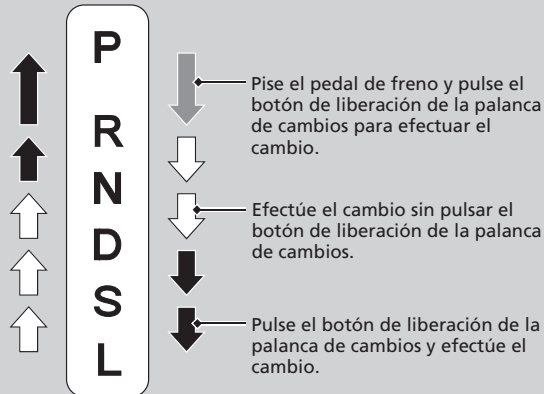 P
R
N
D
S
L
Pise el pedal de freno y pulse el
botón de liberación de la palanca
de cambios para efectuar el
cambio.
Efectúe el cambio sin pulsar el
botón de liberación de la palanca
de cambios.
Pulse el botón de liberación de la
palanca de cambios y efectúe el
cambio.